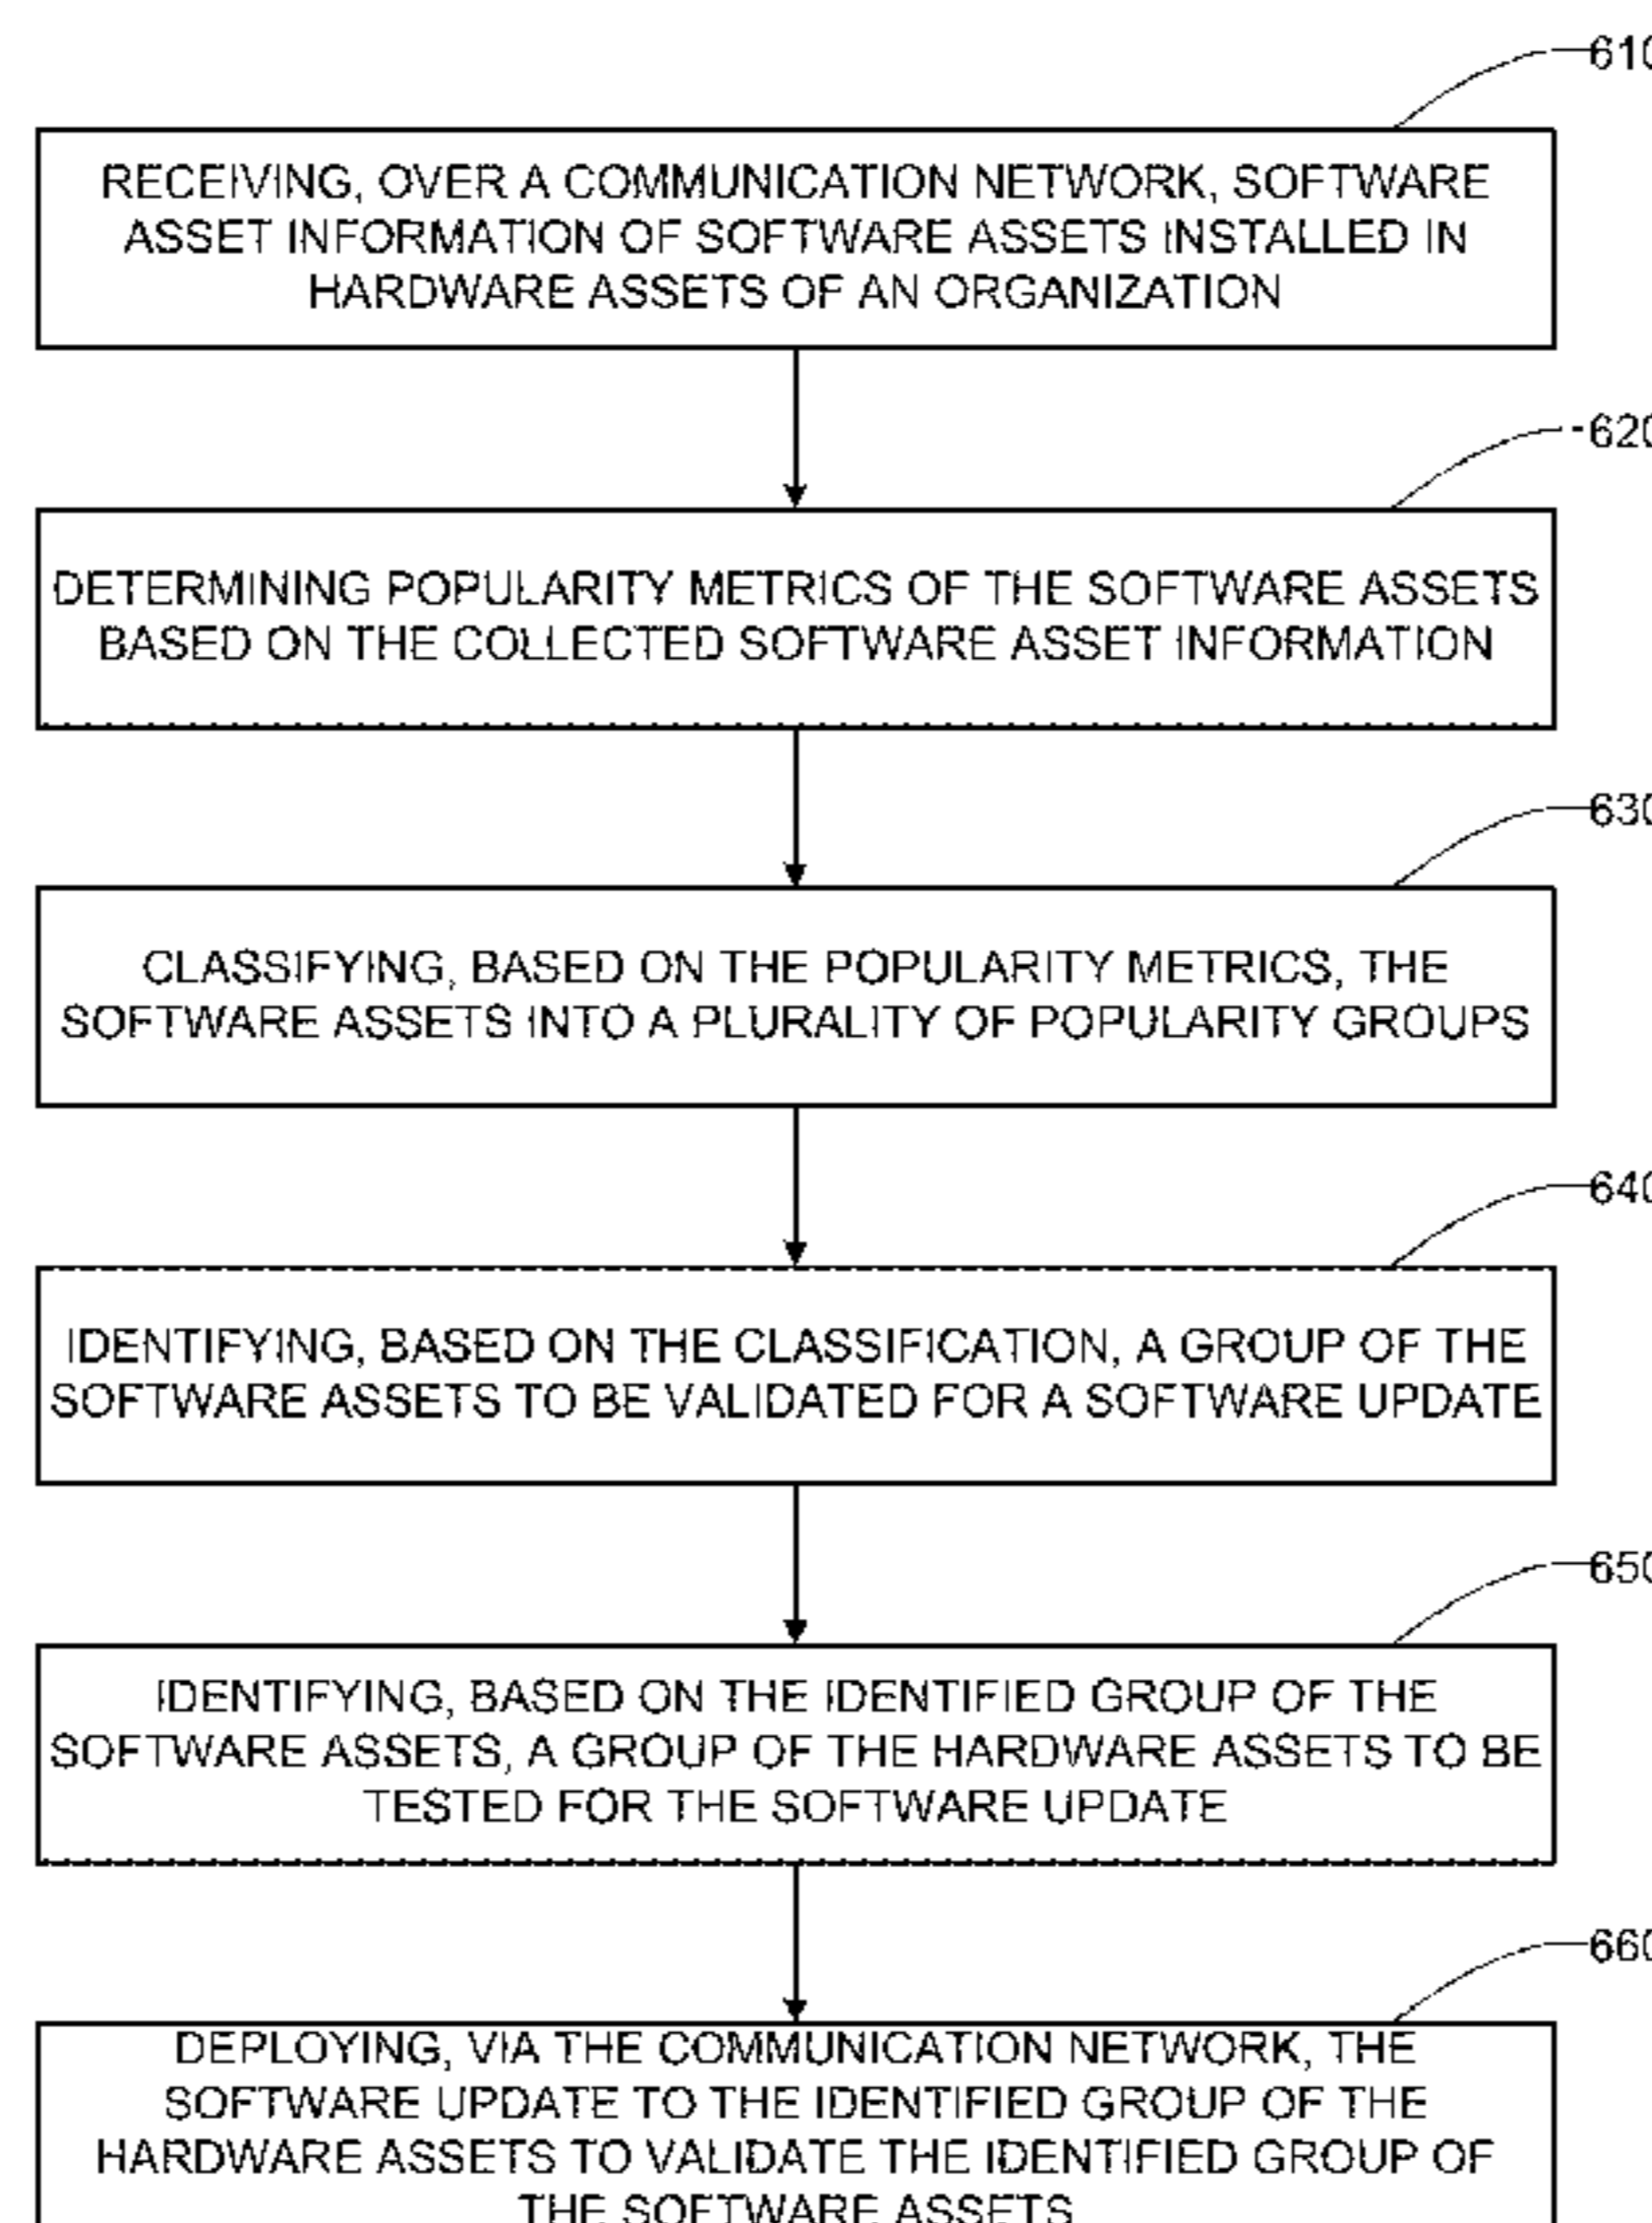 610
RECEIVING, OVER A COMMUNICATION NETWORK, SOFTWARE
ASSET INFORMATION OF SOFTWARE ASSETS INSTALLED IN
HARDWARE ASSETS OF AN ORGANIZATION
620
DETERMINING POPULARITY METRICS OF THE SOFTWARE ASSETS
BASED ON THE COLLECTED SOFTWARE ASSET INFORMATION
630
CLASSIFYING, BASED ON THE POPULARITY METRICS, THE
SOFTWARE ASSETS INTO A PLURALITY OF POPULARITY GROUPS
640
IDENTIFYING, BASED ON THE CLASSIFICATION, A GROUP OF THE
SOFTWARE ASSETS TO BE VALIDATED FOR A SOFTWARE UPDATE
650
IDENTIFYING, BASED ON THE IDENTIFIED GROUP OF THE
SOFTWARE ASSETS, A GROUP OF THE HARDWARE ASSETS TO BE
TESTED FOR THE SOFTWARE UPDATE
660
DEPLOYING, VIA THE COMMUNICATION NETWORK, THE
SOFTWARE UPDATE TO THE IDENTIFIED GROUP OF THE
HARDWARE ASSETS TO VALIDATE THE IDENTIFIED GROUP OF
THE SOFTWARE ASSETS